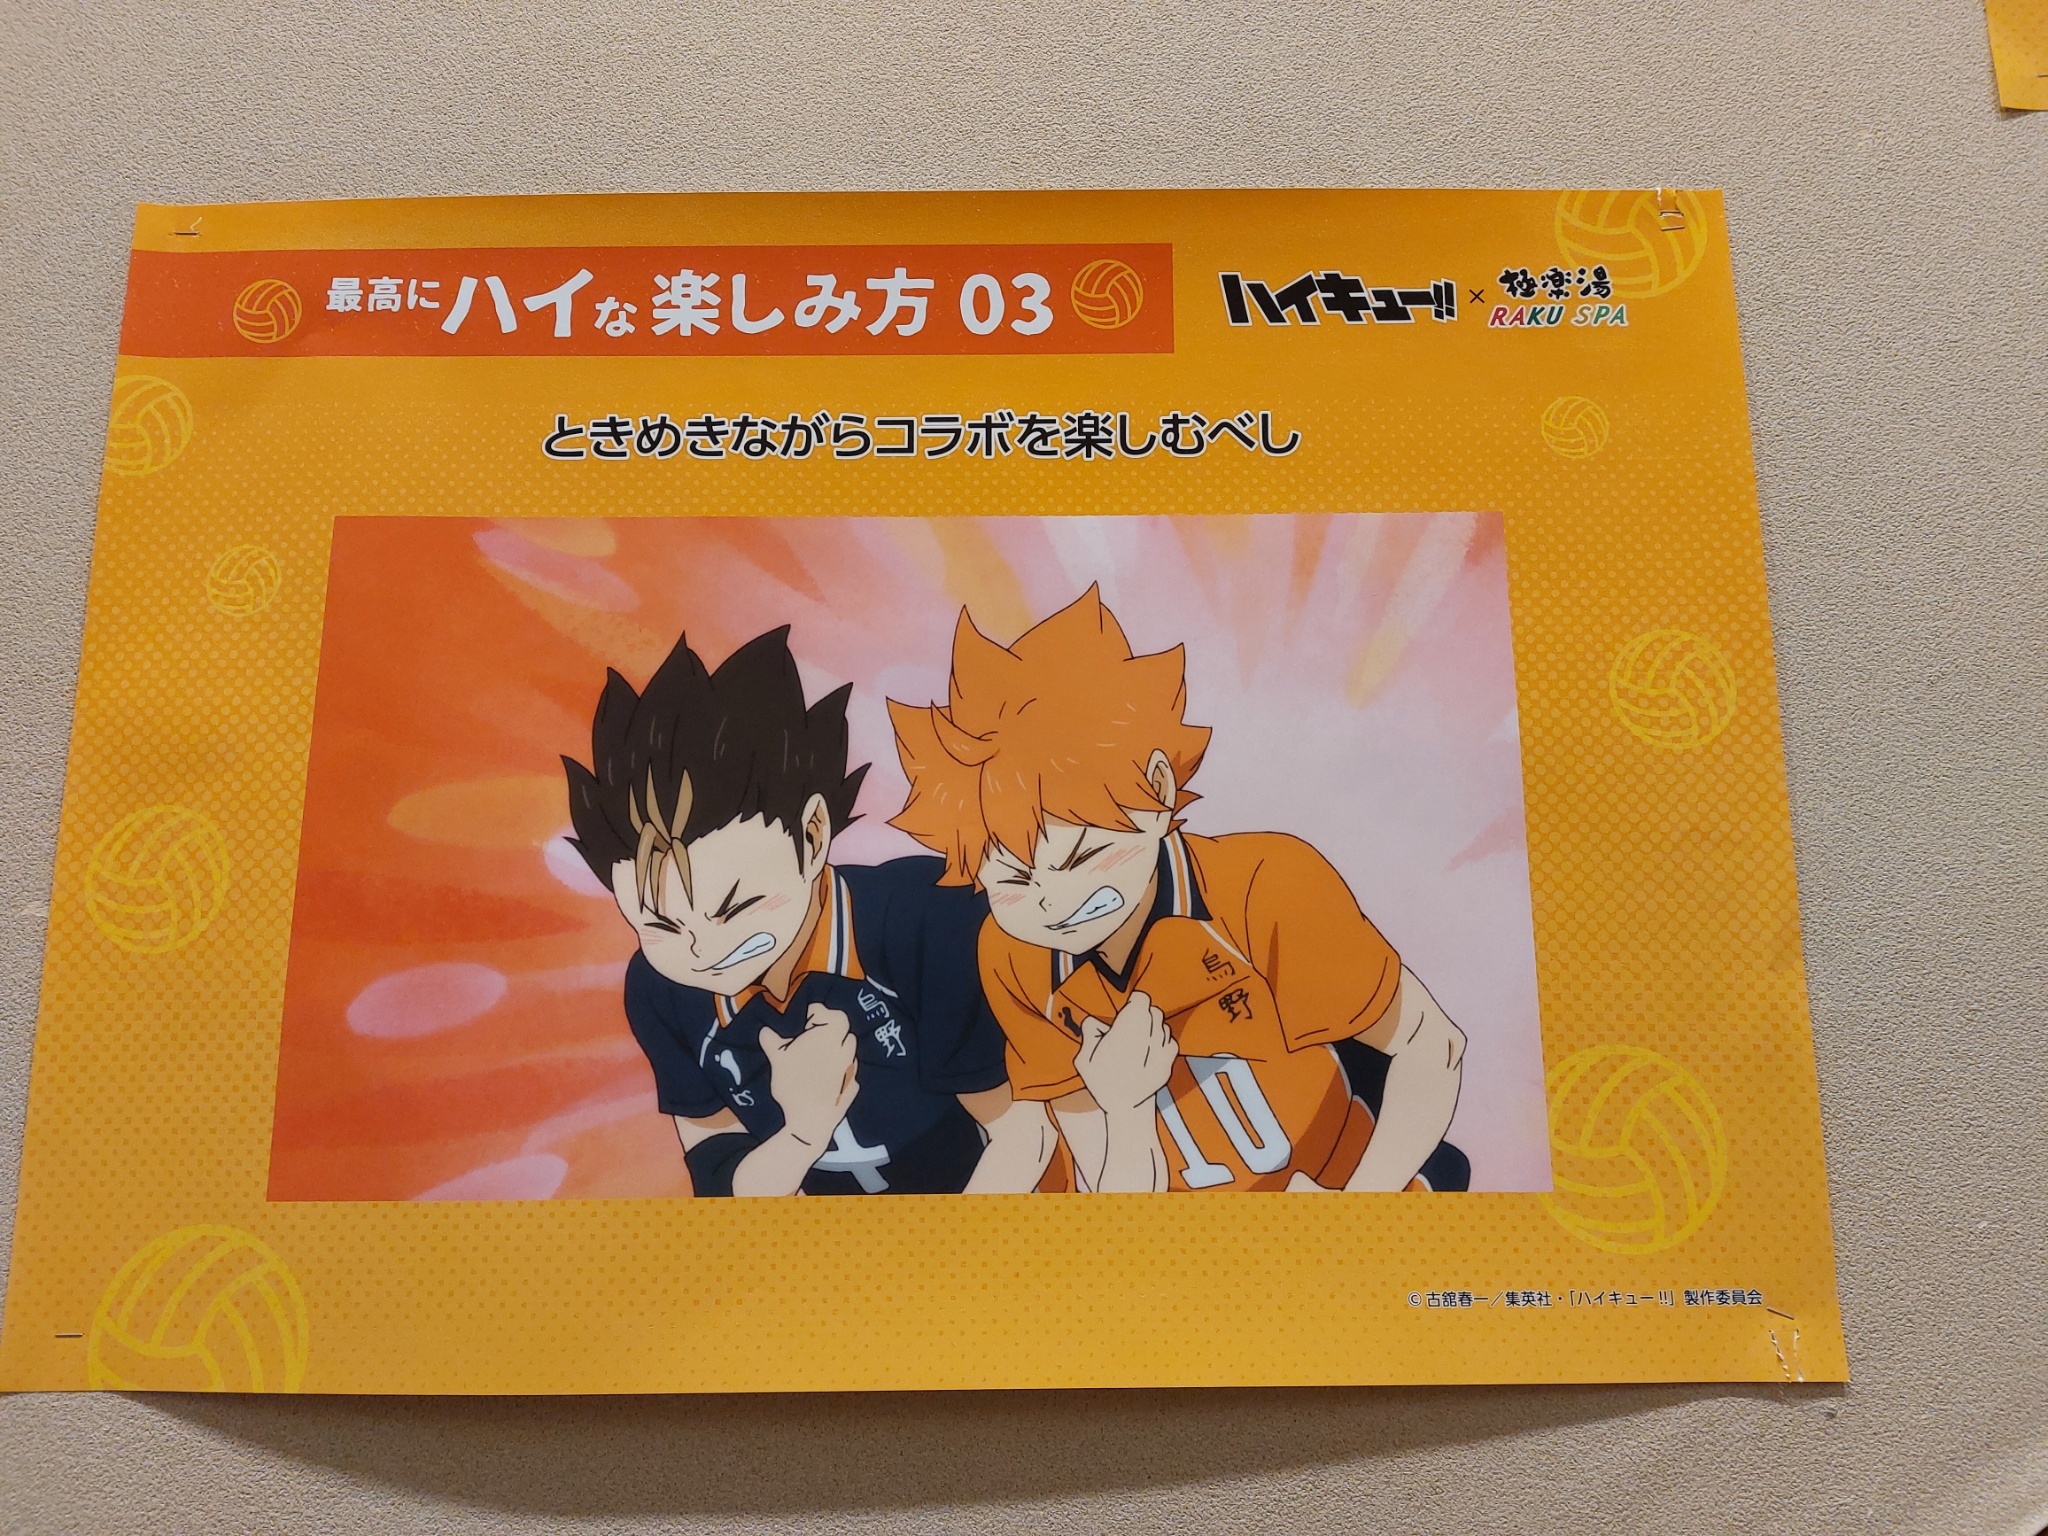 最高にハイな楽しみ方 03
ハイキュー!! × 極楽湯
RAKU SPA
ときめきながらコラボを楽しむべし
烏野
烏野
10
© 古舘春一／集英社・「ハイキュー!!」製作委員会